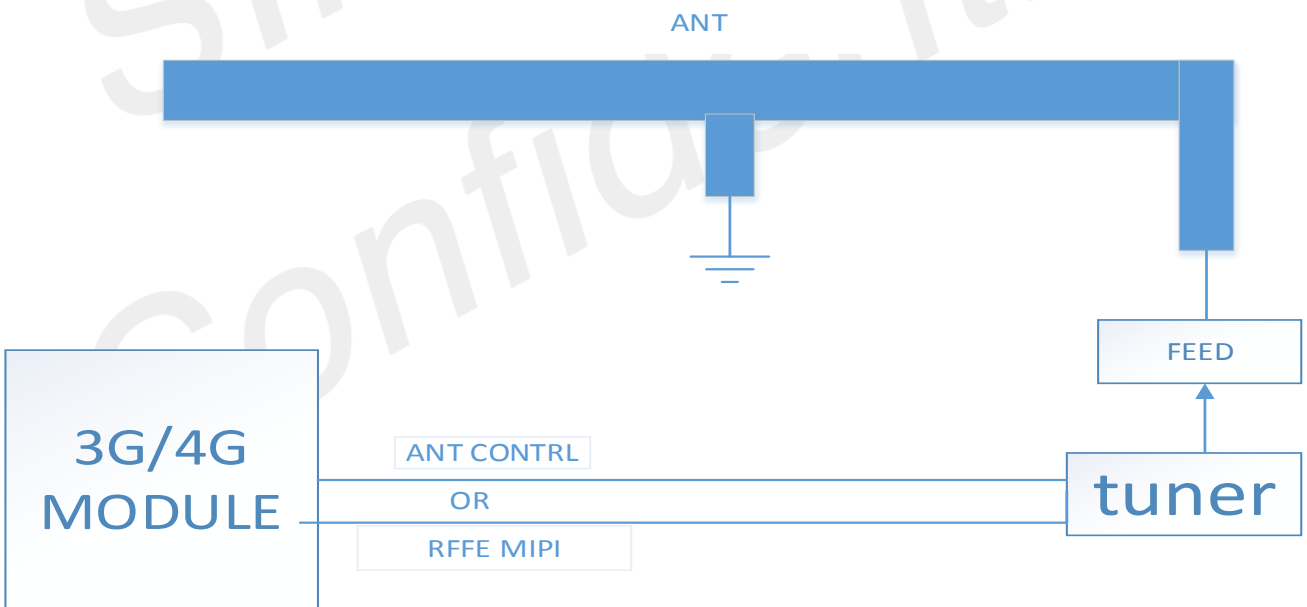 ANT
FEED
3G/4G
MODULE
ANT CONTRL
OR
RFFE MIPI
tuner